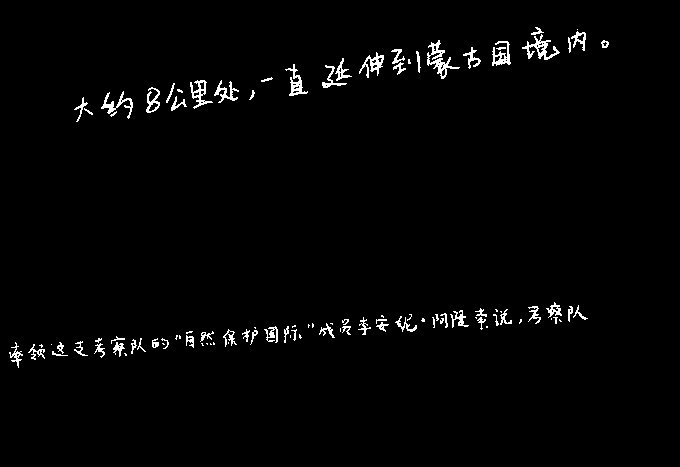 大约8公里处,一直延伸到蒙古国境内。
牵领这支考察队的"自然保护国际"成员李安妮·阿隆索说,考察队